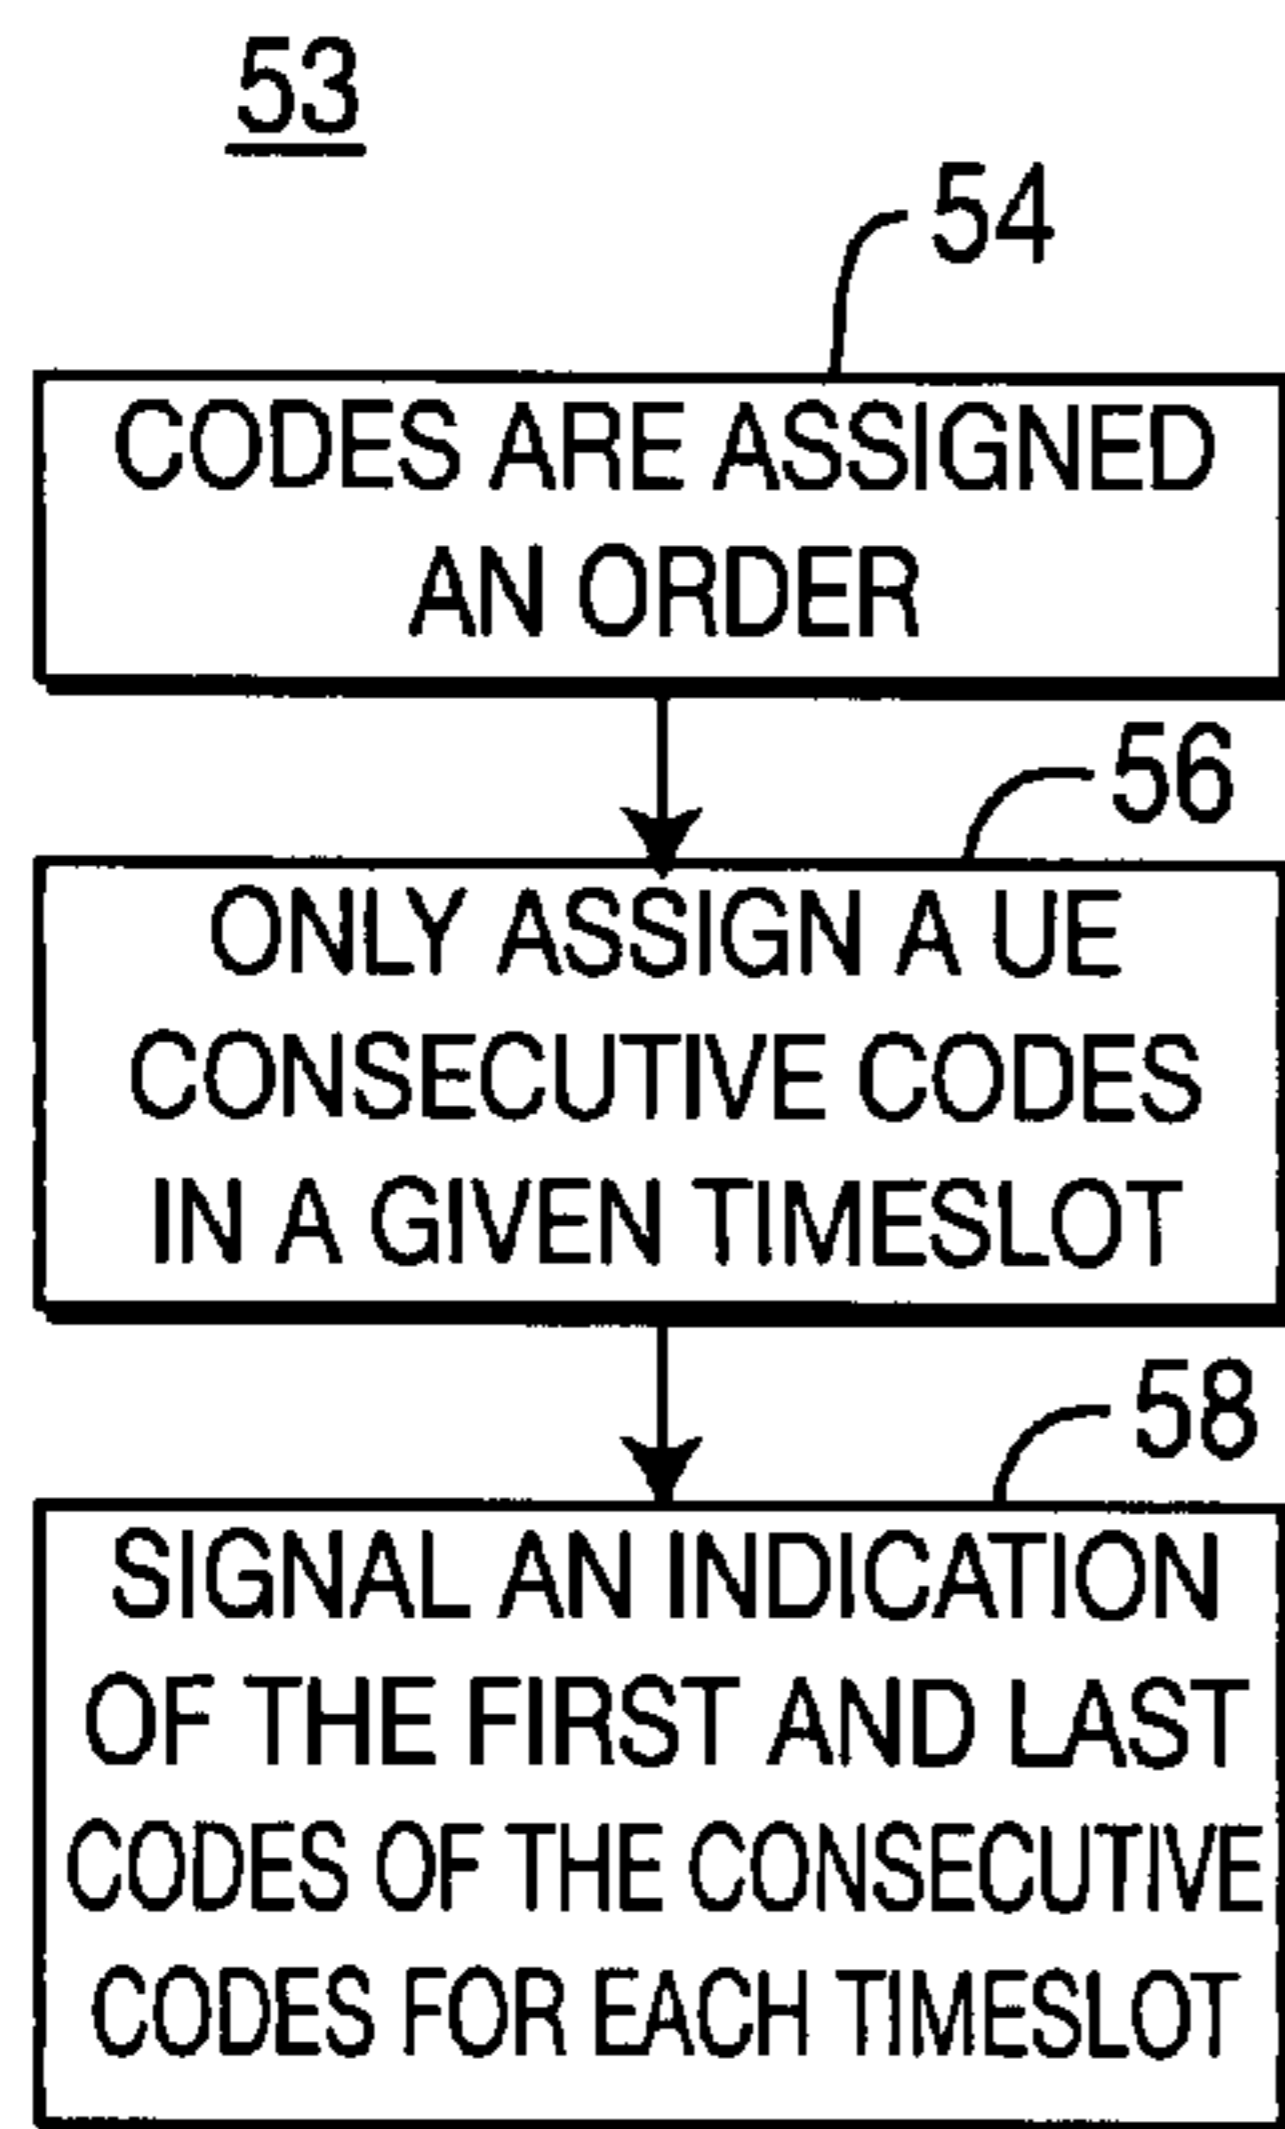 53
54
CODES ARE ASSIGNED
AN ORDER
56
ONLY ASSIGN A UE
CONSECUTIVE CODES
IN A GIVEN TIMESLOT
58
SIGNAL AN INDICATION
OF THE FIRST AND LAST
CODES OF THE CONSECUTIVE
CODES FOR EACH TIMESLOT